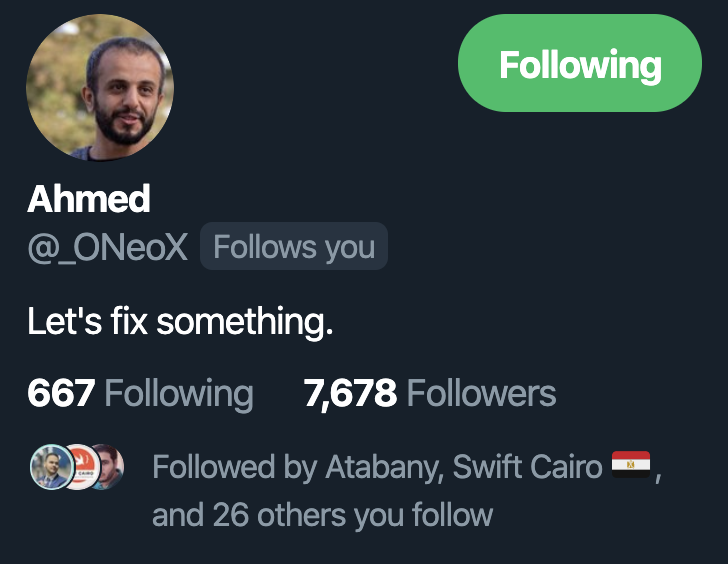 Following
Ahmed
@_ONeoX Follows you
Let's fix something.
667 Following 7,678 Followers
Followed by Atabany, Swift Cairo 🇪🇬,
and 26 others you follow
CAIRO